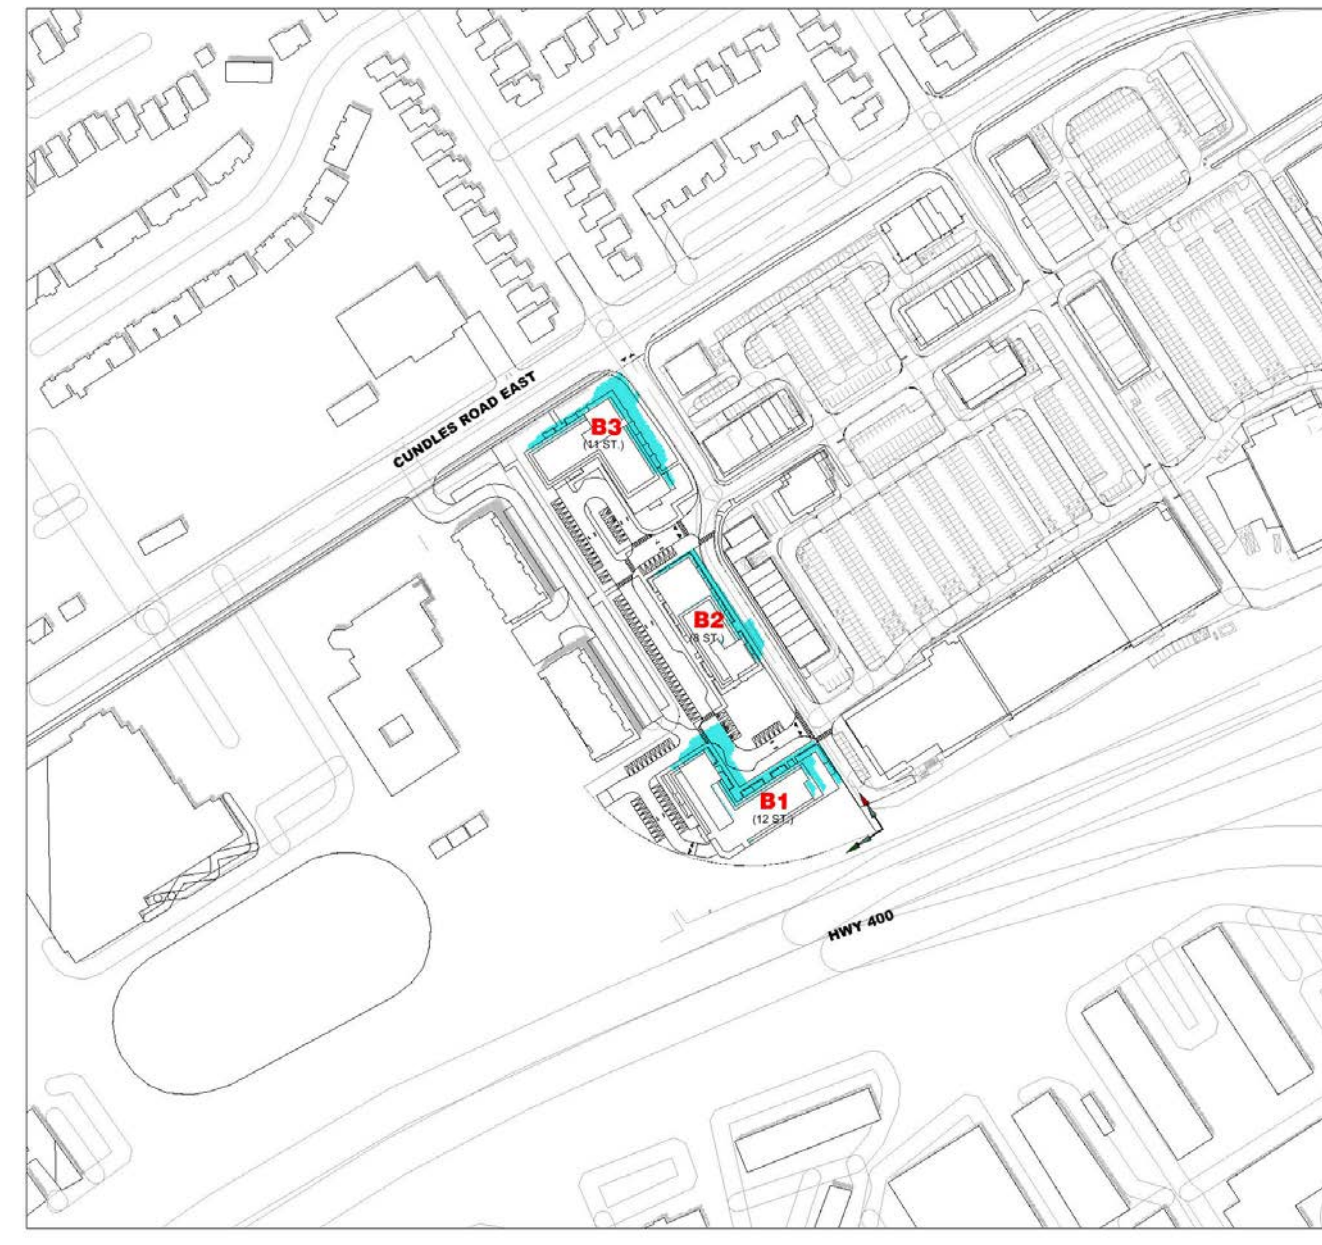 CUNDLES ROAD EAST
B3
(11 ST.)
B2
(8 ST.)
B1
(12 ST.)
HWY 400